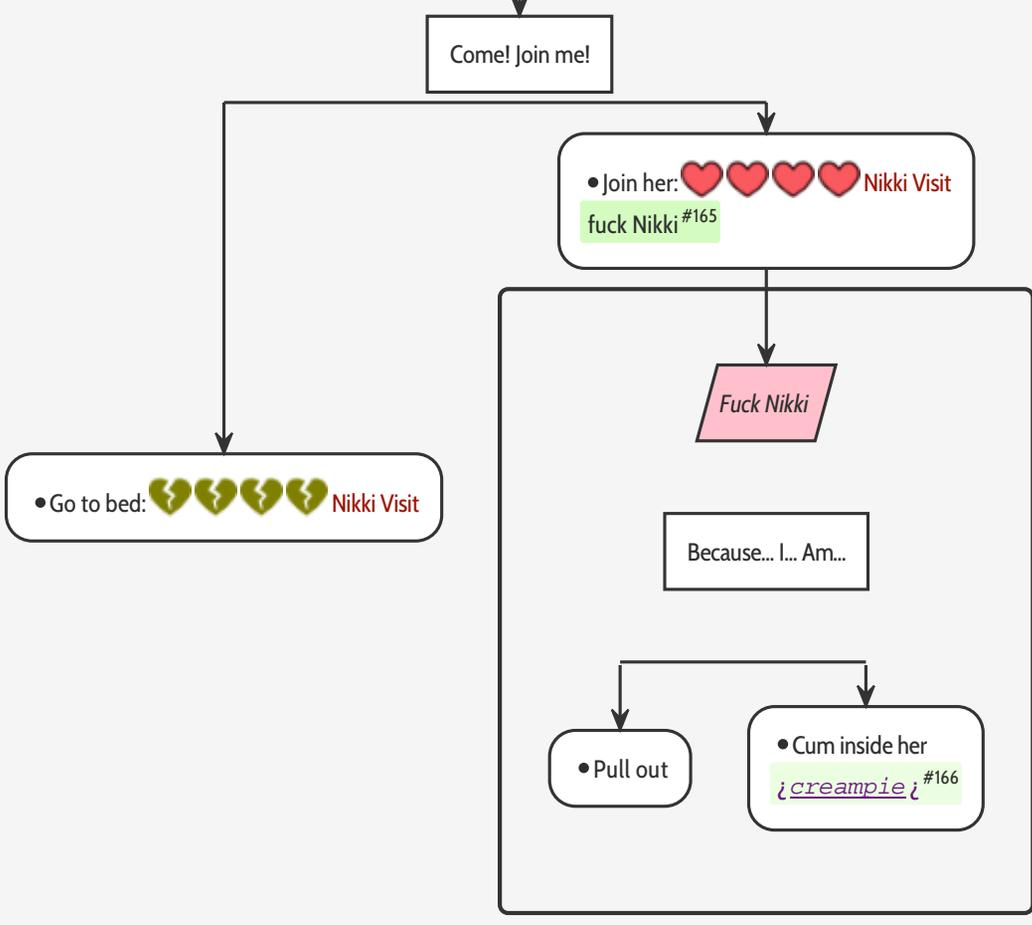 Come! Join me!
•Join her: Nikki Visit
fuck Nikki #165
Fuck Nikki
•Go to bed: Nikki Visit
Because... I... Am...
•Pull out
•Cum inside her
¿creampie¿ #166